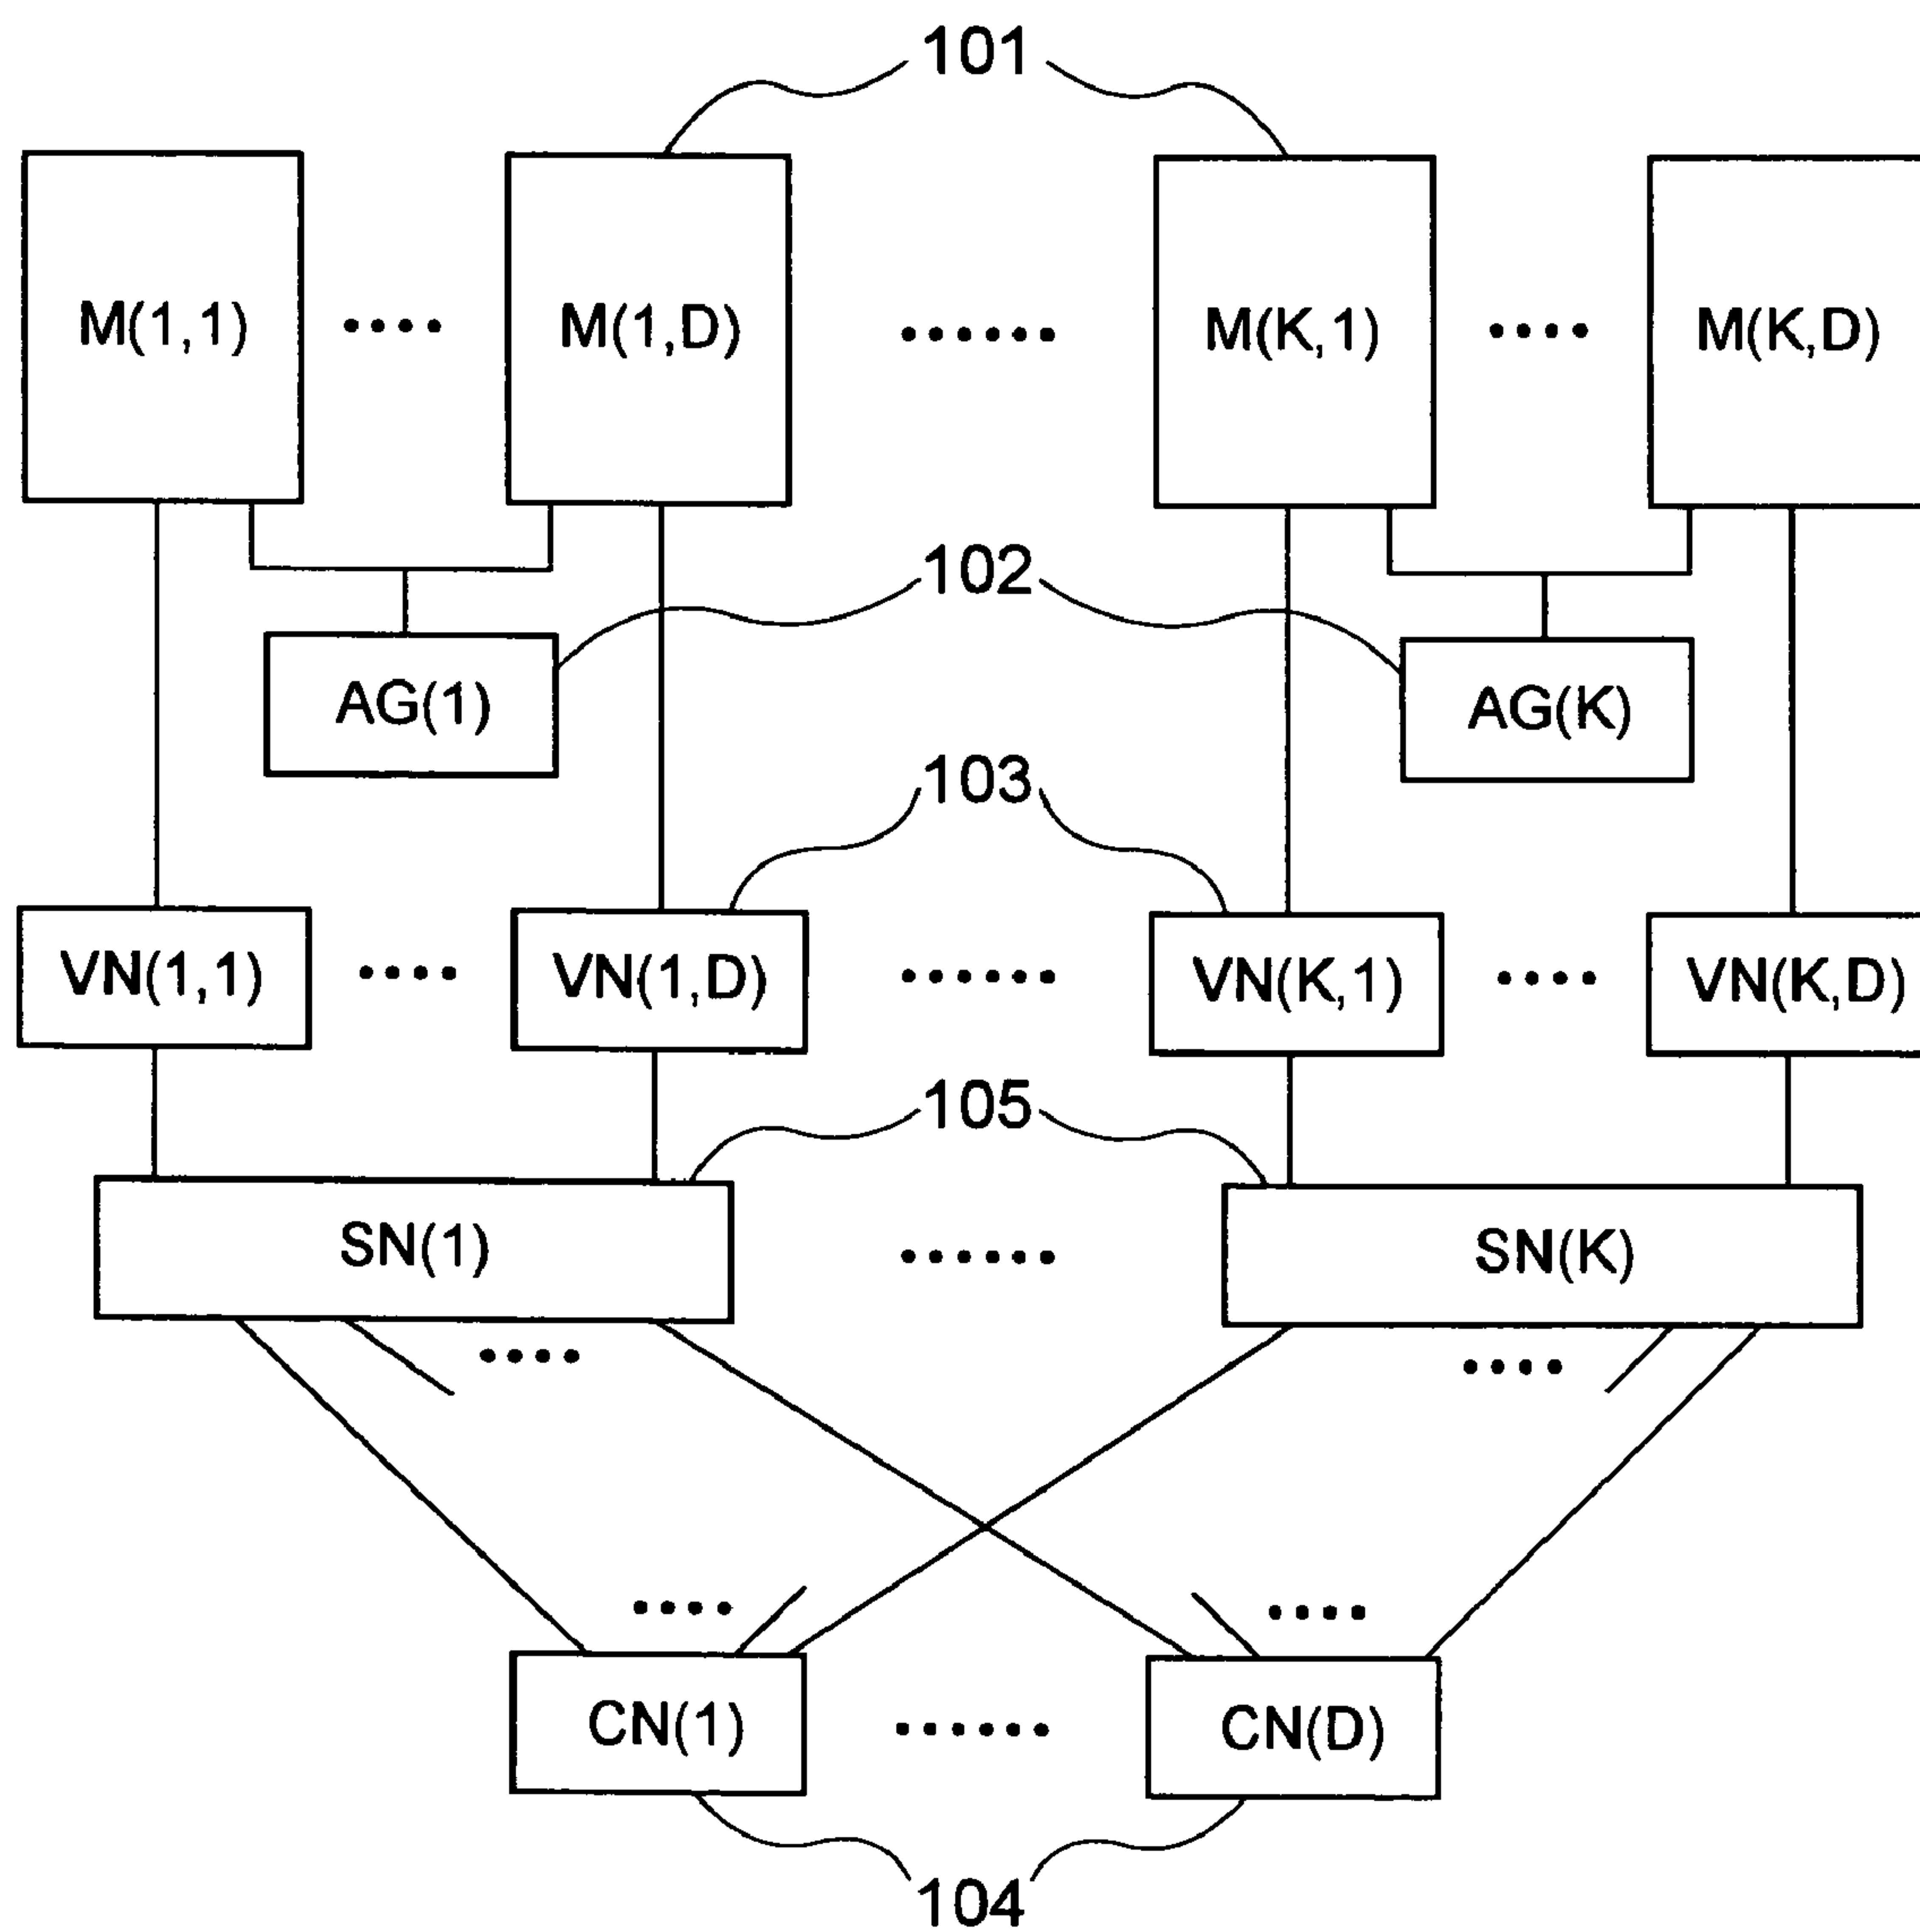 101
M(1,1) •••• M(1,D) •••••• M(K,1) •••• M(K,D)
102
AG(1) AG(K)
103
VN(1,1) •••• VN(1,D) •••••• VN(K,1) •••• VN(K,D)
105
SN(1) •••••• SN(K)
•••• ••••
•••• ••••
CN(1) •••••• CN(D)
104